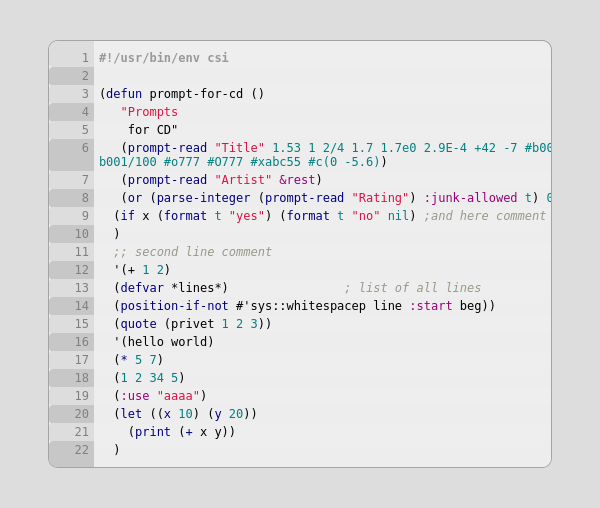 1 #!/usr/bin/env csi
2
3 (defun prompt-for-cd ()
4 "Prompts
5 for CD"
6 (prompt-read "Title" 1.53 1 2/4 1.7 1.7e0 2.9E-4 +42 -7 #b00
b001/100 #o777 #O777 #xabc55 #c(0 -5.6))
7 (prompt-read "Artist" &rest)
8 (or (parse-integer (prompt-read "Rating") :junk-allowed t) 0
9 (if x (format t "yes") (format t "no" nil) ;and here comment
10 )
11 ;; second line comment
12 '(+ 1 2)
13 (defvar *lines*) ; list of all lines
14 (position-if-not #'sys::whitespacep line :start beg))
15 (quote (privet 1 2 3))
16 '(hello world)
17 (* 5 7)
18 (1 2 34 5)
19 (:use "aaaa")
20 (let ((x 10) (y 20))
21 (print (+ x y))
22 )